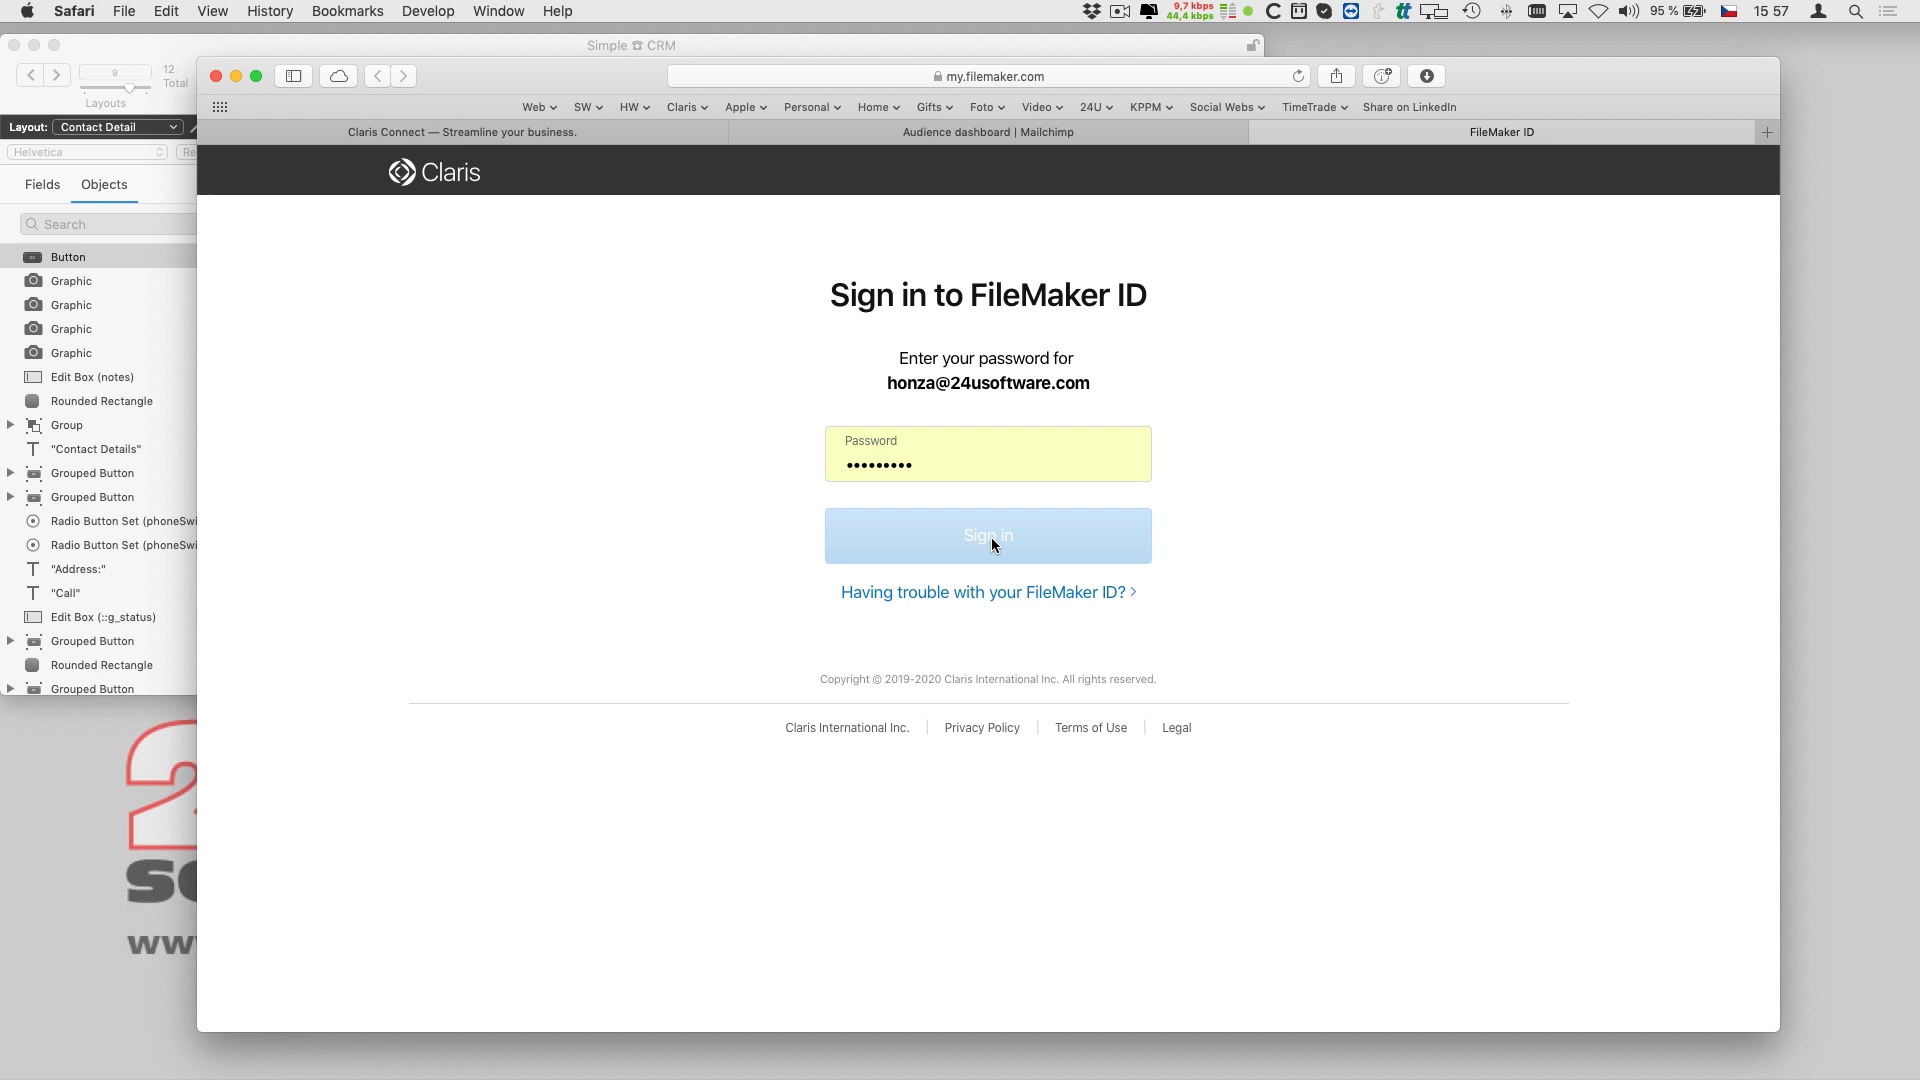 Safari File Edit View History Bookmarks Develop Window Help
9,7 kbps
44,4 kbps
95 %
15 57
Simple ☎ CRM
9
12
Total
Layouts
Layout: Contact Detail
Helvetica
Re
Fields Objects
Search
Button
Graphic
Graphic
Graphic
Graphic
Edit Box (notes)
Rounded Rectangle
Group
"Contact Details"
Grouped Button
Grouped Button
Radio Button Set (phoneSwi
Radio Button Set (phoneSwi
"Address:"
"Call"
Edit Box (::g_status)
Grouped Button
Rounded Rectangle
Grouped Button
my.filemaker.com
Web SW HW Claris Apple Personal Home Gifts Foto Video 24U KPPM Social Webs TimeTrade Share on LinkedIn
Claris Connect — Streamline your business.
Audience dashboard | Mailchimp
FileMaker ID
Claris
Sign in to FileMaker ID
Enter your password for
honza@24usoftware.com
Password
•••••••••
Sign in
Having trouble with your FileMaker ID? >
Copyright © 2019-2020 Claris International Inc. All rights reserved.
Claris International Inc. | Privacy Policy | Terms of Use | Legal
2
so
www